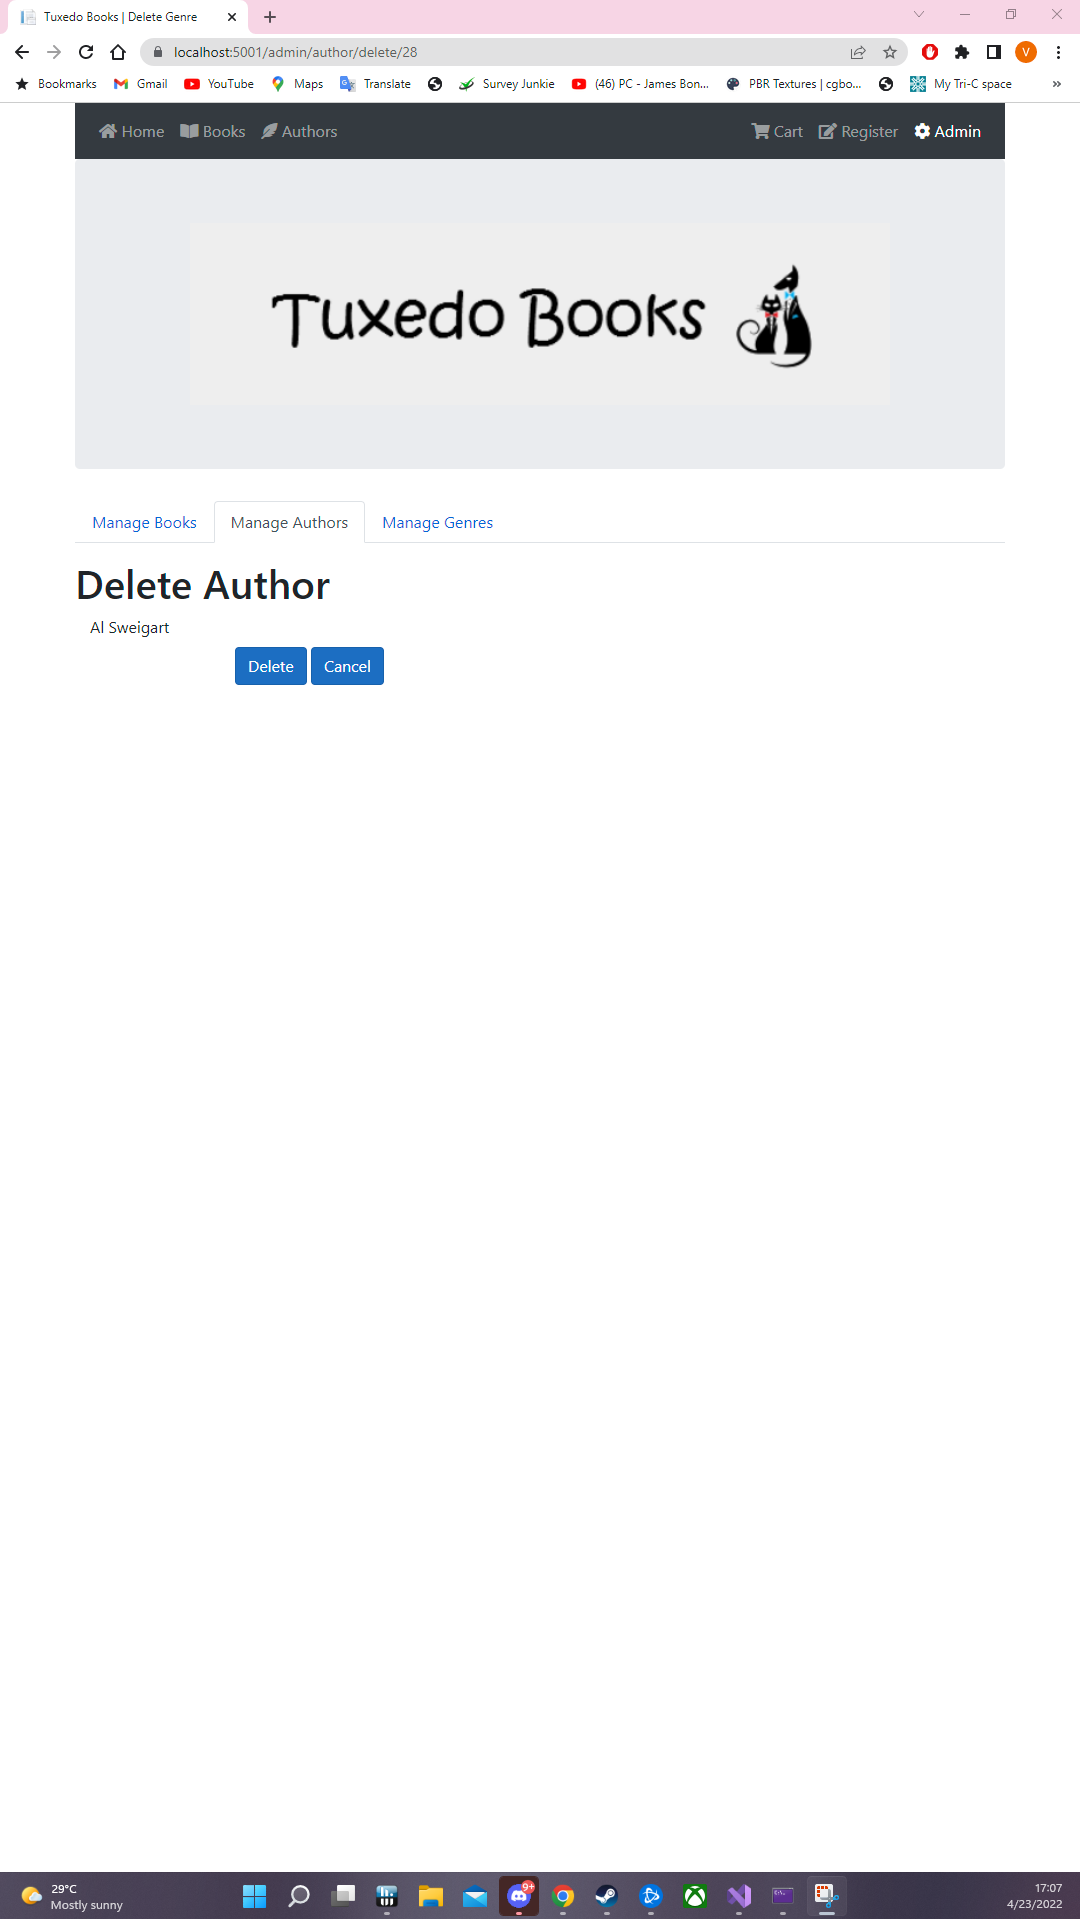 Tuxedo Books | Delete Genre
localhost:5001/admin/author/delete/28
V
Bookmarks Gmail YouTube Maps Translate Survey Junkie (46) PC - James Bon... PBR Textures | cgbo... My Tri-C space »
Home Books Authors Cart Register Admin
Tuxedo Books
Manage Books Manage Authors Manage Genres
Delete Author
Al Sweigart
Delete Cancel
29°C
Mostly sunny
9+
17:07
4/23/2022